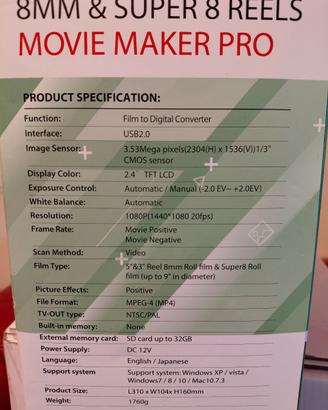 8MM & SUPER 8 REELS
MOVIE MAKER PRO
PRODUCT SPECIFICATION:
Function: Film to Digital Converter
Interface: USB2.0
Image Sensor: 3.53Mega pixels(2304(H) x 1536(V))1/3"
CMOS sensor
Display Color: 2.4" TFT LCD
Exposure Control: Automatic / Manual (-2.0 EV~ +2.0EV)
White Balance: Automatic
Resolution: 1080P(1440*1080 20fps)
Frame Rate: Movie Positive
Movie Negative
Scan Method: Video
Film Type: 5"&3" Reel 8mm Roll film & Super8 Roll
film (up to 9" in diameter)
Picture Effects: Positive
File Format: MPEG-4 (MP4)
TV-OUT type: NTSC/PAL
Built-in memory: None
External memory card: SD card up to 32GB
Power Supply: DC 12V
Language: English / Japanese
Support system Support system: Windows XP / vista /
Windows7 / 8 / 10 / Mac10.7.3
Product Size: L310 x W104x H160mm
Weight: 1760g